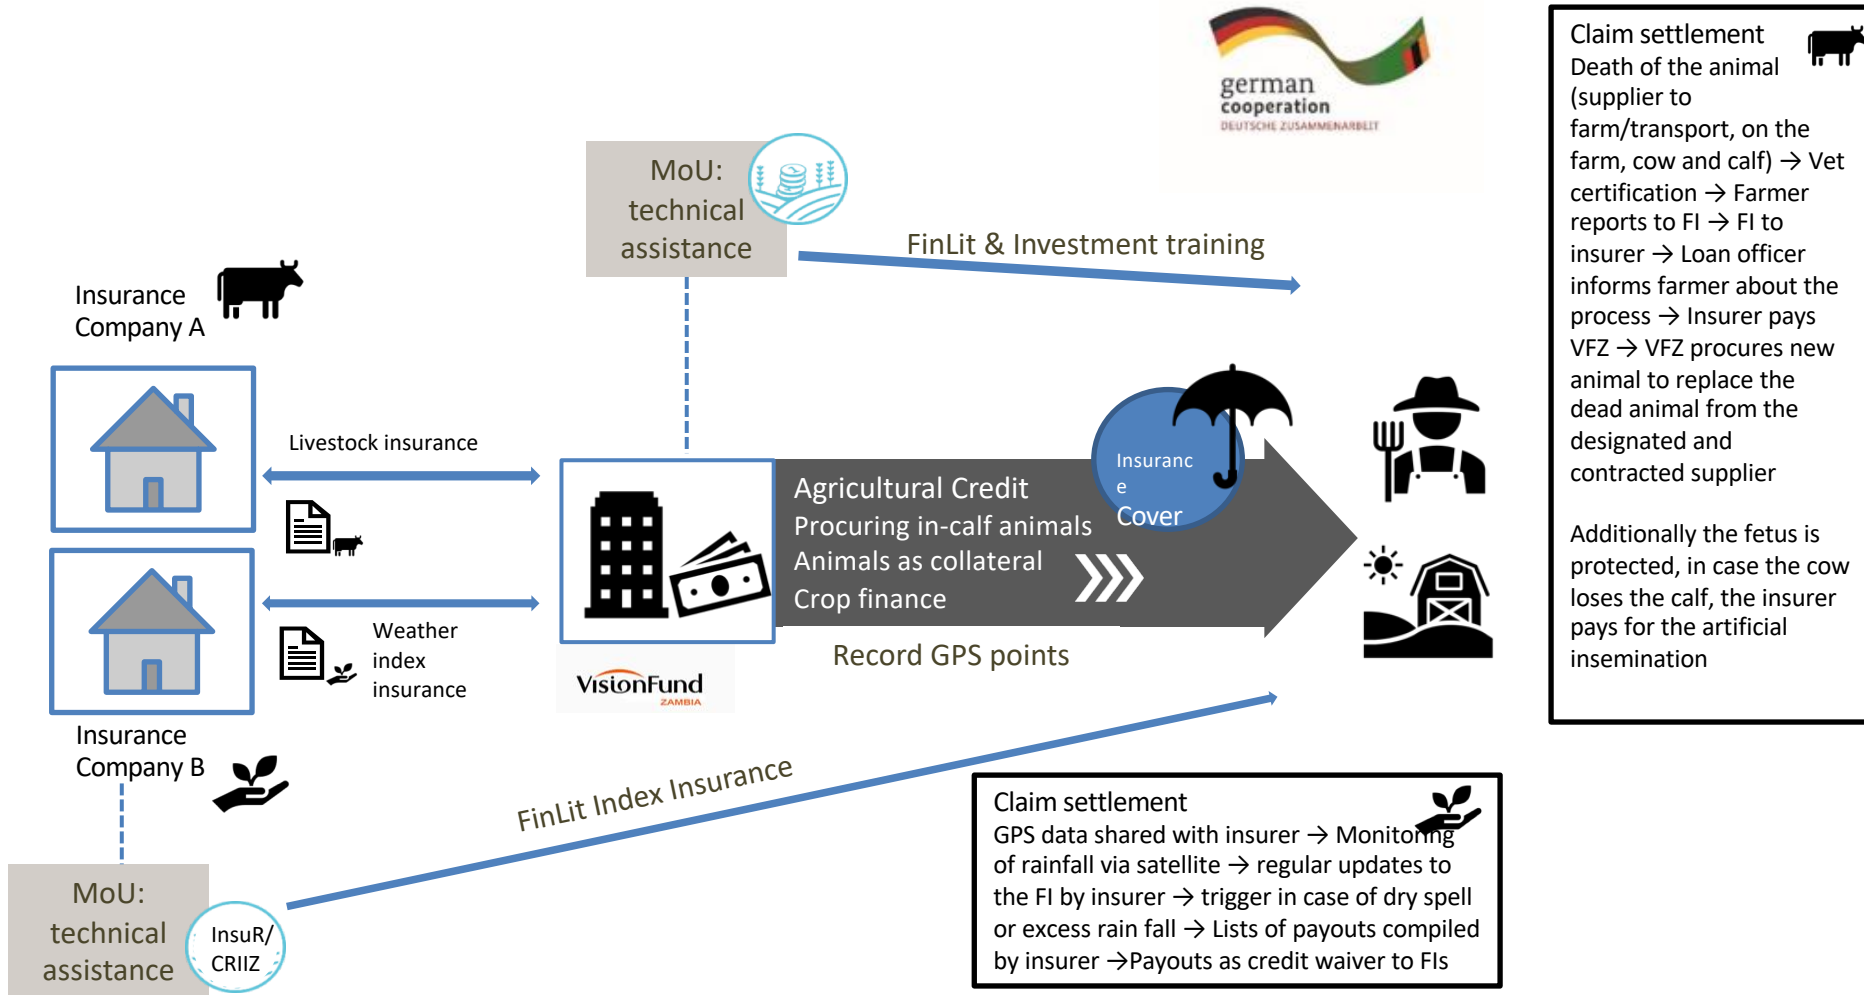 german
cooperation
DEUTSCHE ZUSAMMENARBEIT
MoU:
technical
assistance
FinLit & Investment training
Insurance
Company A
Livestock insurance
Weather
index
insurance
Insurance
Company B
VisionFund
ZAMBIA
Agricultural Credit
Procuring in-calf animals
Animals as collateral
Crop finance
Insuranc
e
Cover
Record GPS points
FinLit Index Insurance
MoU:
technical
assistance
InsuR/
CRIIZ
Claim settlement
Death of the animal
(supplier to
farm/transport, on the
farm, cow and calf) → Vet
certification → Farmer
reports to FI → FI to
insurer → Loan officer
informs farmer about the
process → Insurer pays
VFZ → VFZ procures new
animal to replace the
dead animal from the
designated and
contracted supplier
Additionally the fetus is
protected, in case the cow
loses the calf, the insurer
pays for the artificial
insemination
Claim settlement
GPS data shared with insurer → Monitoring
of rainfall via satellite → regular updates to
the FI by insurer → trigger in case of dry spell
or excess rain fall → Lists of payouts compiled
by insurer →Payouts as credit waiver to FIs